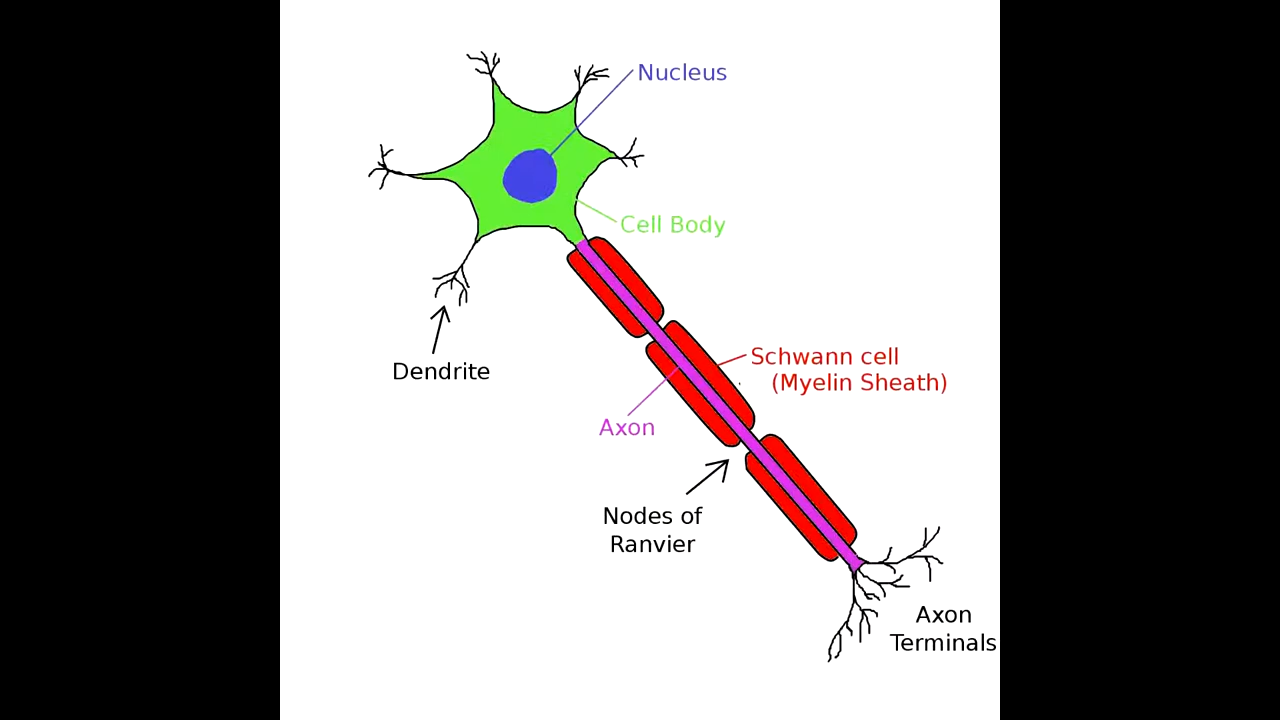 Nucleus
Cell Body
Schwann cell
(Myelin Sheath)
Dendrite
Axon
Nodes of
Ranvier
Axon
Terminals